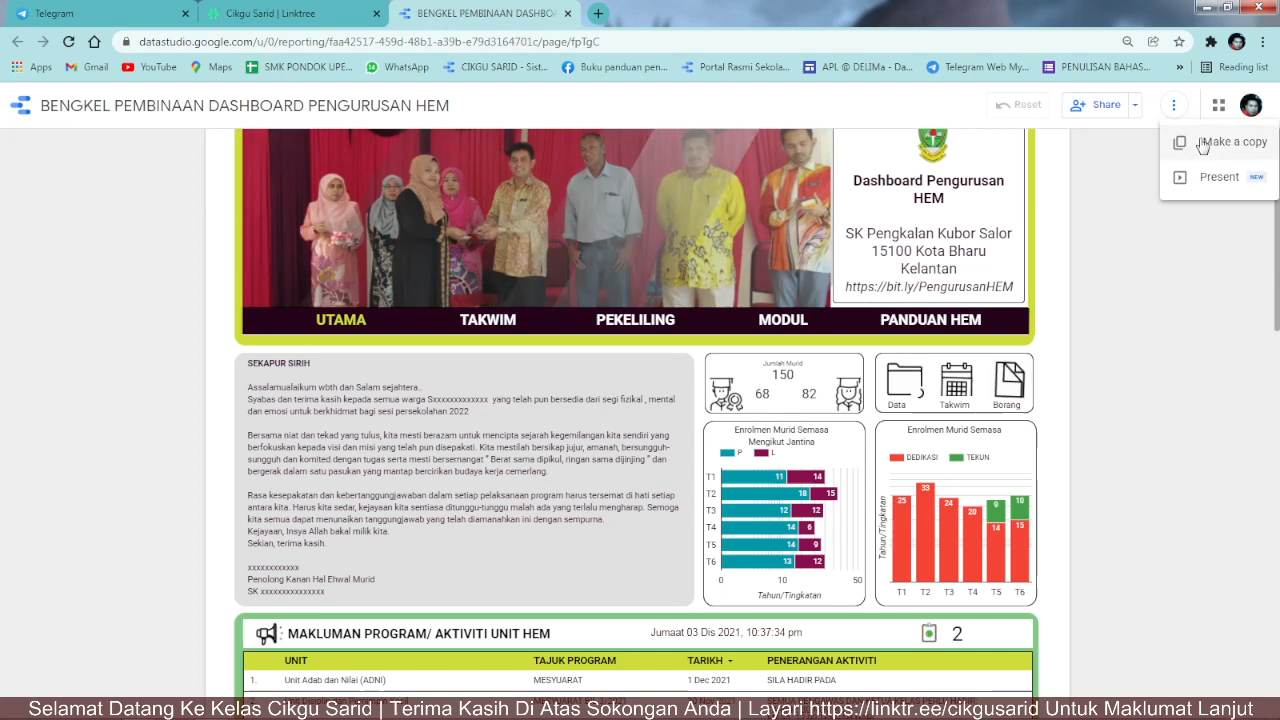 Telegram
Cikgu Sarid | Linktree
BENGKEL PEMBINAAN DASHBOA
datastudio.google.com/u/0/reporting/faa42517-459d-48b1-a39b-e79d3164701c/page/fpTgC
Apps
Gmail
YouTube
Maps
SMK PONDOK UPE...
WhatsApp
CIKGU SARID - Sist...
Buku panduan pen...
Portal Rasmi Sekola...
APL @ DELIMa - Da...
Telegram Web My...
PENULISAN BAHAS...
»
Reading list
BENGKEL PEMBINAAN DASHBOARD PENGURUSAN HEM
Reset
Share
Make a copy
Present NEW
Dashboard Pengurusan
HEM
SK Pengkalan Kubor Salor
15100 Kota Bharu
Kelantan
https://bit.ly/PengurusanHEM
UTAMA TAKWIM PEKELILING MODUL PANDUAN HEM
SEKAPUR SIRIH
Assalamualaikum wbth dan Salam sejahtera..
Syabas dan terima kasih kepada semua warga Sxxxxxxxxxxxxx yang telah pun bersedia dari segi fizikal , mental
dan emosi untuk berkhidmat bagi sesi persekolahan 2022
Bersama niat dan tekad yang tulus, kita mesti berazam untuk mencipta sejarah kegemilangan kita sendiri yang
berfokuskan kepada visi dan misi yang telah pun disepakati. Kita mestilah bersikap jujur, amanah, bersungguh-
sungguh dan komited dengan tugas serta mesti bersemangat " Berat sama dipikul, ringan sama dijinjing " dan
bergerak dalam satu pasukan yang mantap bercirikan budaya kerja cemerlang.
Rasa kesepakatan dan kebertanggungjawaban dalam setiap pelaksanaan program harus tersemat di hati setiap
antara kita. Harus kita sedar, kejayaan kita sentiasa ditunggu-tunggu malah ada yang terlalu mengharap. Semoga
kita semua dapat menunaikan tanggungjawab yang telah diamanahkan ini dengan sempurna.
Kejayaan, Insya Allah bakal milik kita.
Sekian, terima kasih.
xxxxxxxxxxxx
Penolong Kanan Hal Ehwal Murid
SK xxxxxxxxxxxxxxx
Jumlah Murid
150
68 82
Data Takwim Borang
Enrolmen Murid Semasa
Mengikut Jantina
P L
T1 11 14
T2 18 15
T3 12 12
T4 14 6
T5 14 9
T6 13 12
0 10 50
Tahun/Tingkatan
Enrolmen Murid Semasa
DEDIKASI TEKUN
Tahun/Tingkatan
25 33 24 20 9 14 10 15
T1 T2 T3 T4 T5 T6
MAKLUMAN PROGRAM/ AKTIVITI UNIT HEM
Jumaat 03 Dis 2021, 10:37:34 pm
2
UNIT TAJUK PROGRAM TARIKH PENERANGAN AKTIVITI
1. Unit Adab dan Nilai (ADNI) MESYUARAT 1 Dec 2021 SILA HADIR PADA
Selamat Datang Ke Kelas Cikgu Sarid | Terima Kasih Di Atas Sokongan Anda | Layari https://linktr.ee/cikgusarid Untuk Maklumat Lanjut